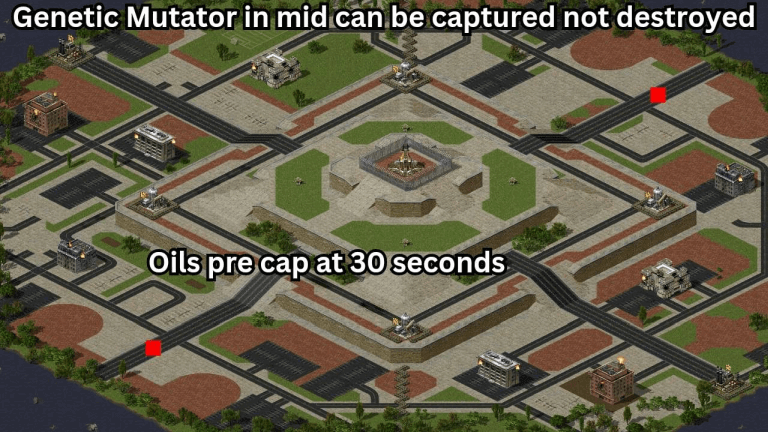 Genetic Mutator in mid can be captured not destroyed
Oils pre cap at 30 seconds